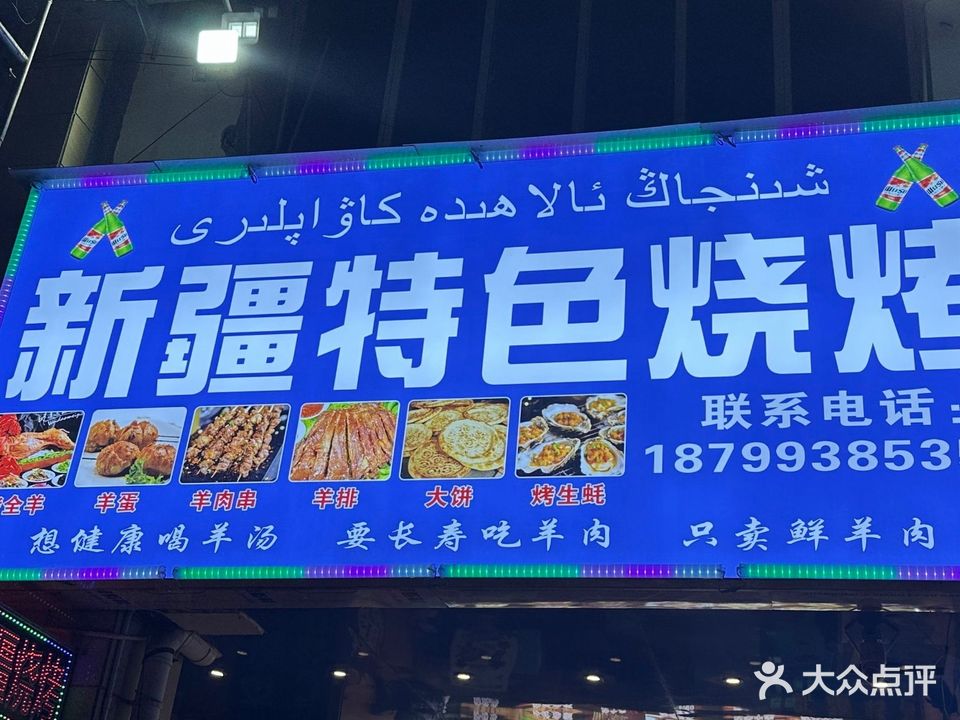 شىنجاڭ ئالاھىدە كاۋاپلىرى
新疆特色烧烤
联系电话：
1879938535
全羊 羊蛋 羊肉串 羊排 大饼 烤生蚝
想健康喝羊汤 要长寿吃羊肉 只卖鲜羊肉
大众点评